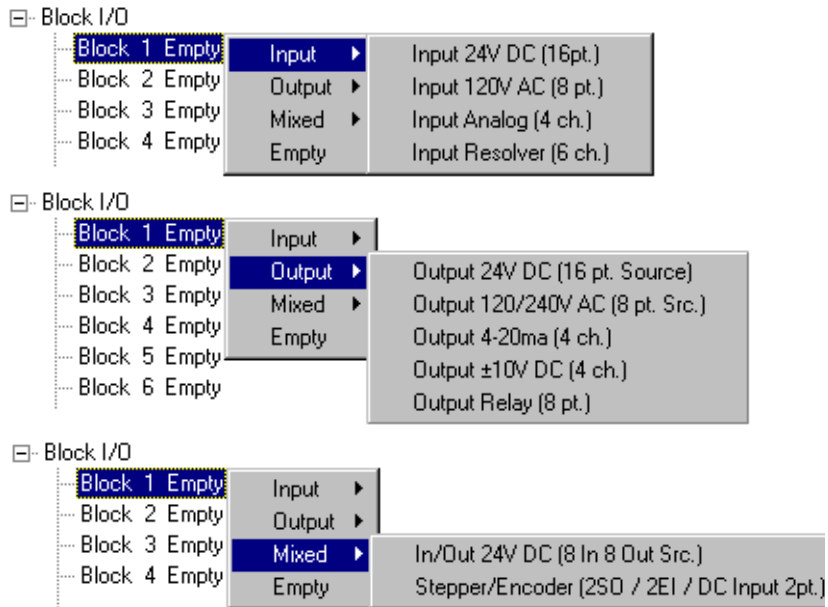 Block I/O
Block 1 Empty
Block 2 Empty
Block 3 Empty
Block 4 Empty
Input
Output
Mixed
Empty
Input 24V DC (16pt.)
Input 120V AC (8 pt.)
Input Analog (4 ch.)
Input Resolver (6 ch.)
Block I/O
Block 1 Empty
Block 2 Empty
Block 3 Empty
Block 4 Empty
Block 5 Empty
Block 6 Empty
Input
Output
Mixed
Empty
Output 24V DC (16 pt. Source)
Output 120/240V AC (8 pt. Src.)
Output 4-20ma (4 ch.)
Output ±10V DC (4 ch.)
Output Relay (8 pt.)
Block I/O
Block 1 Empty
Block 2 Empty
Block 3 Empty
Block 4 Empty
Input
Output
Mixed
Empty
In/Out 24V DC (8 In 8 Out Src.)
Stepper/Encoder (2SO / 2EI / DC Input 2pt.)